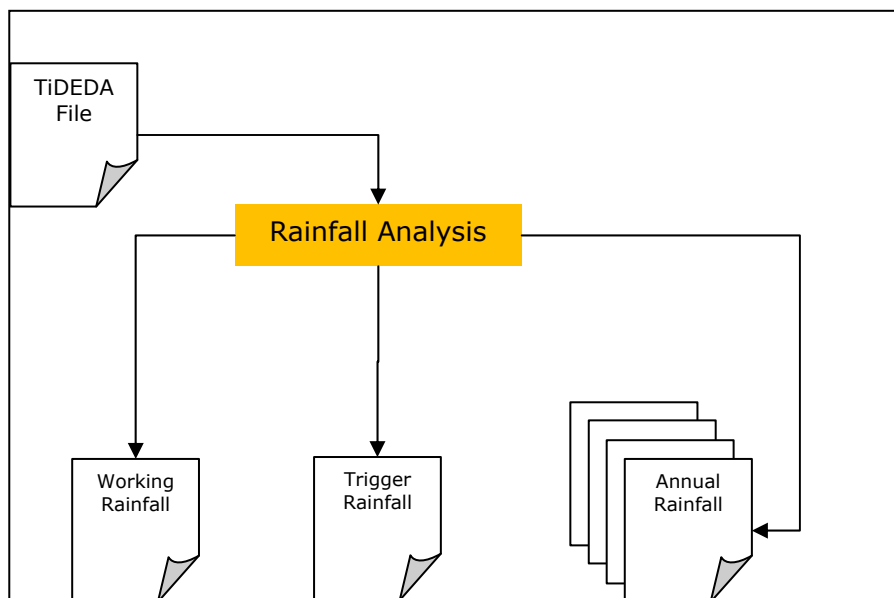 TiDEDA
File
Rainfall Analysis
Working
Rainfall
Trigger
Rainfall
Annual
Rainfall